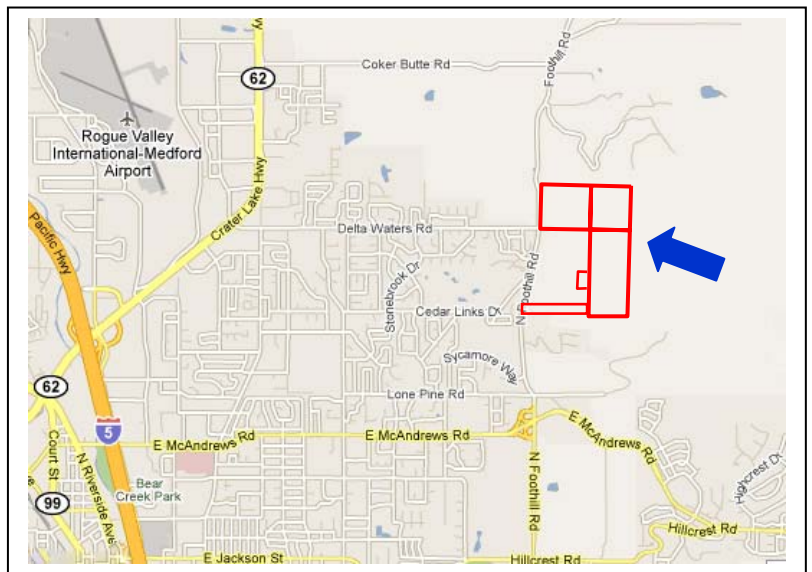 Foothill Rd
wy
Coker Butte Rd
62
Rogue Valley
International-Medford
Airport
Crater Lake Hwy
Pacific Hwy
Delta Waters Rd
Stonebrook Dr
N Foothill Rd
Cedar Links D
Sycamore Way
Lone Pine Rd
62
5
E McAndrews Rd
E McAndrews Rd
E McAndrews Rd
Court St
N Riverside Ave
Bear
Creek Park
99
N Foothill Rd
Highcrest D
Hillcrest Rd
E Jackson St
Hillcrest Rd